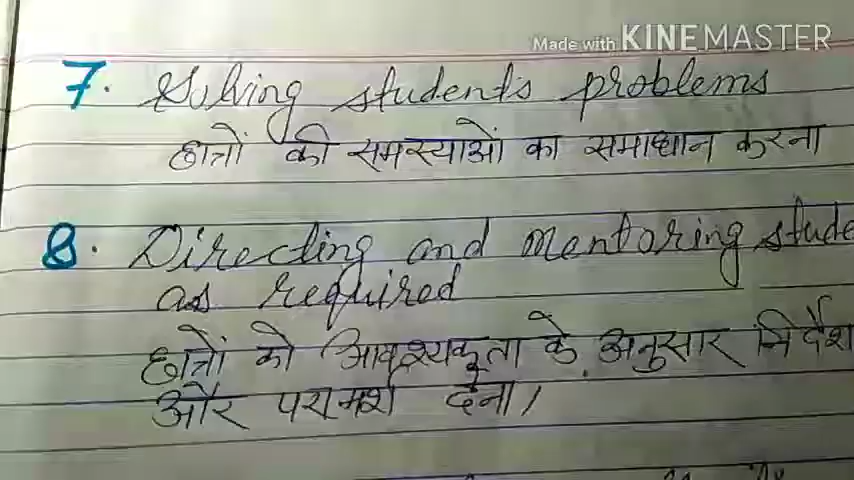 Made with KINEMASTER
7. Solving student's problems
छात्रों की समस्याओं का समाधान करना
8. Directing and mentoring stude
as required
छात्रों को आवश्यकता के अनुसार निर्देश
और परामर्श देना।